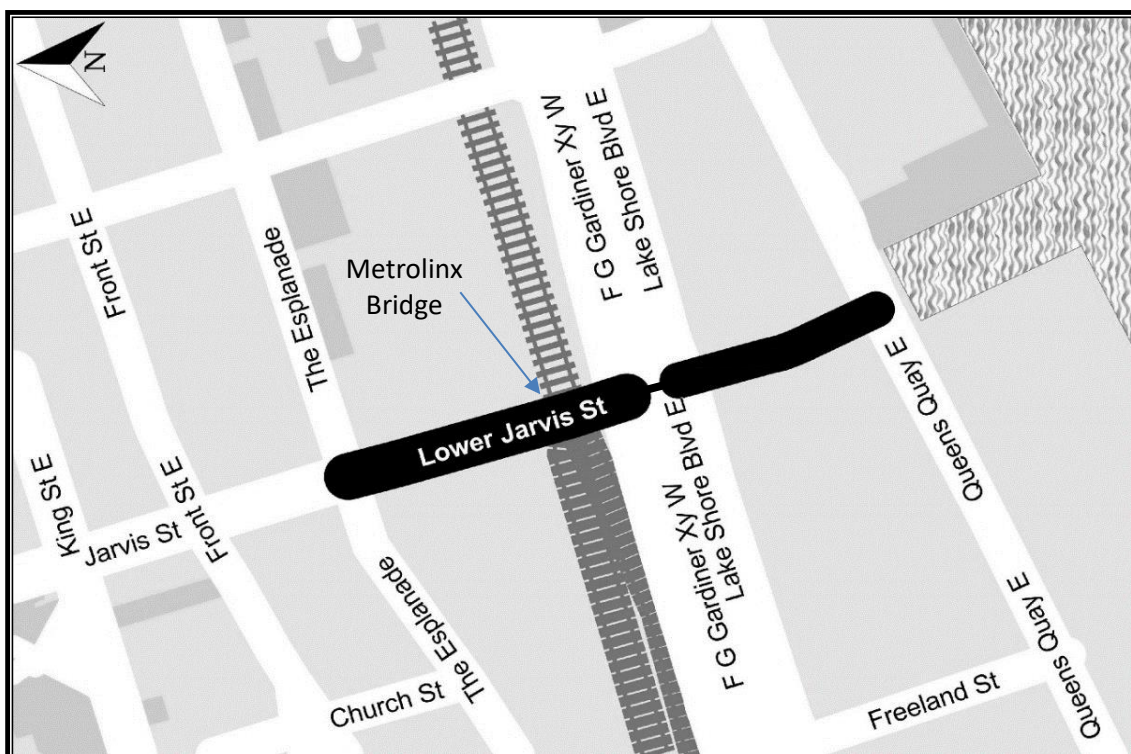 N
F G Gardiner Xy W
Lake Shore Blvd E
Front St E
The Esplanade
Metrolinx
Bridge
Lower Jarvis St
Queens Quay E
King St E
Jarvis St
Front St E
F G Gardiner Xy W
Lake Shore Blvd E
The Esplanade
Church St
Freeland St
Queens Quay E